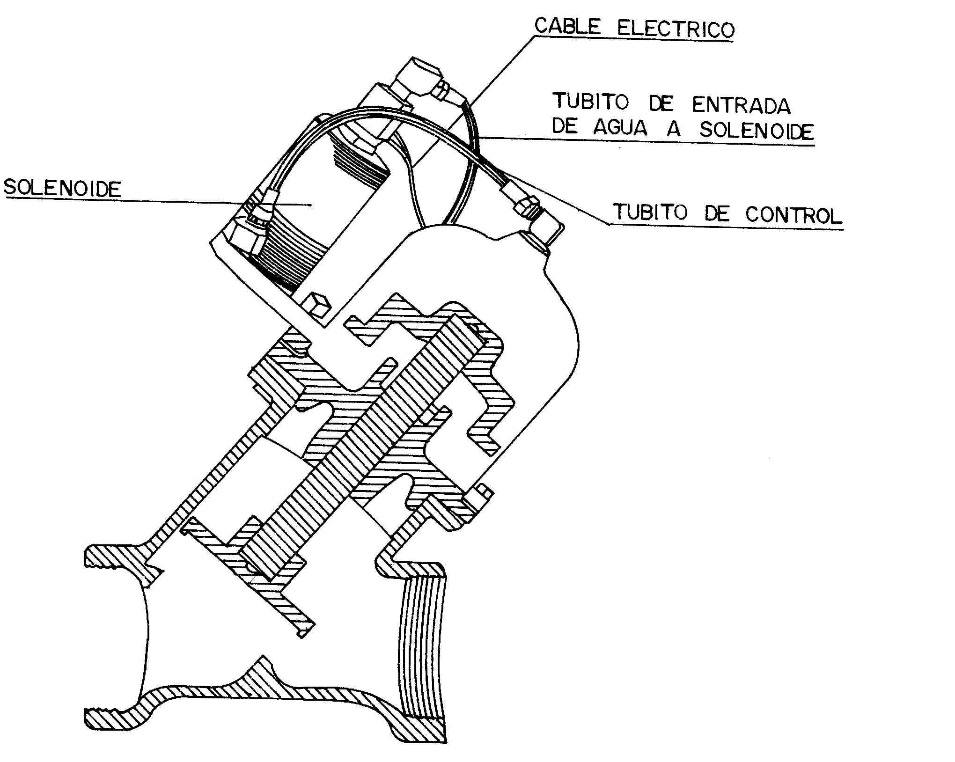 CABLE ELECTRICO
TUBITO DE ENTRADA
DE AGUA A SOLENOIDE
SOLENOIDE
TUBITO DE CONTROL